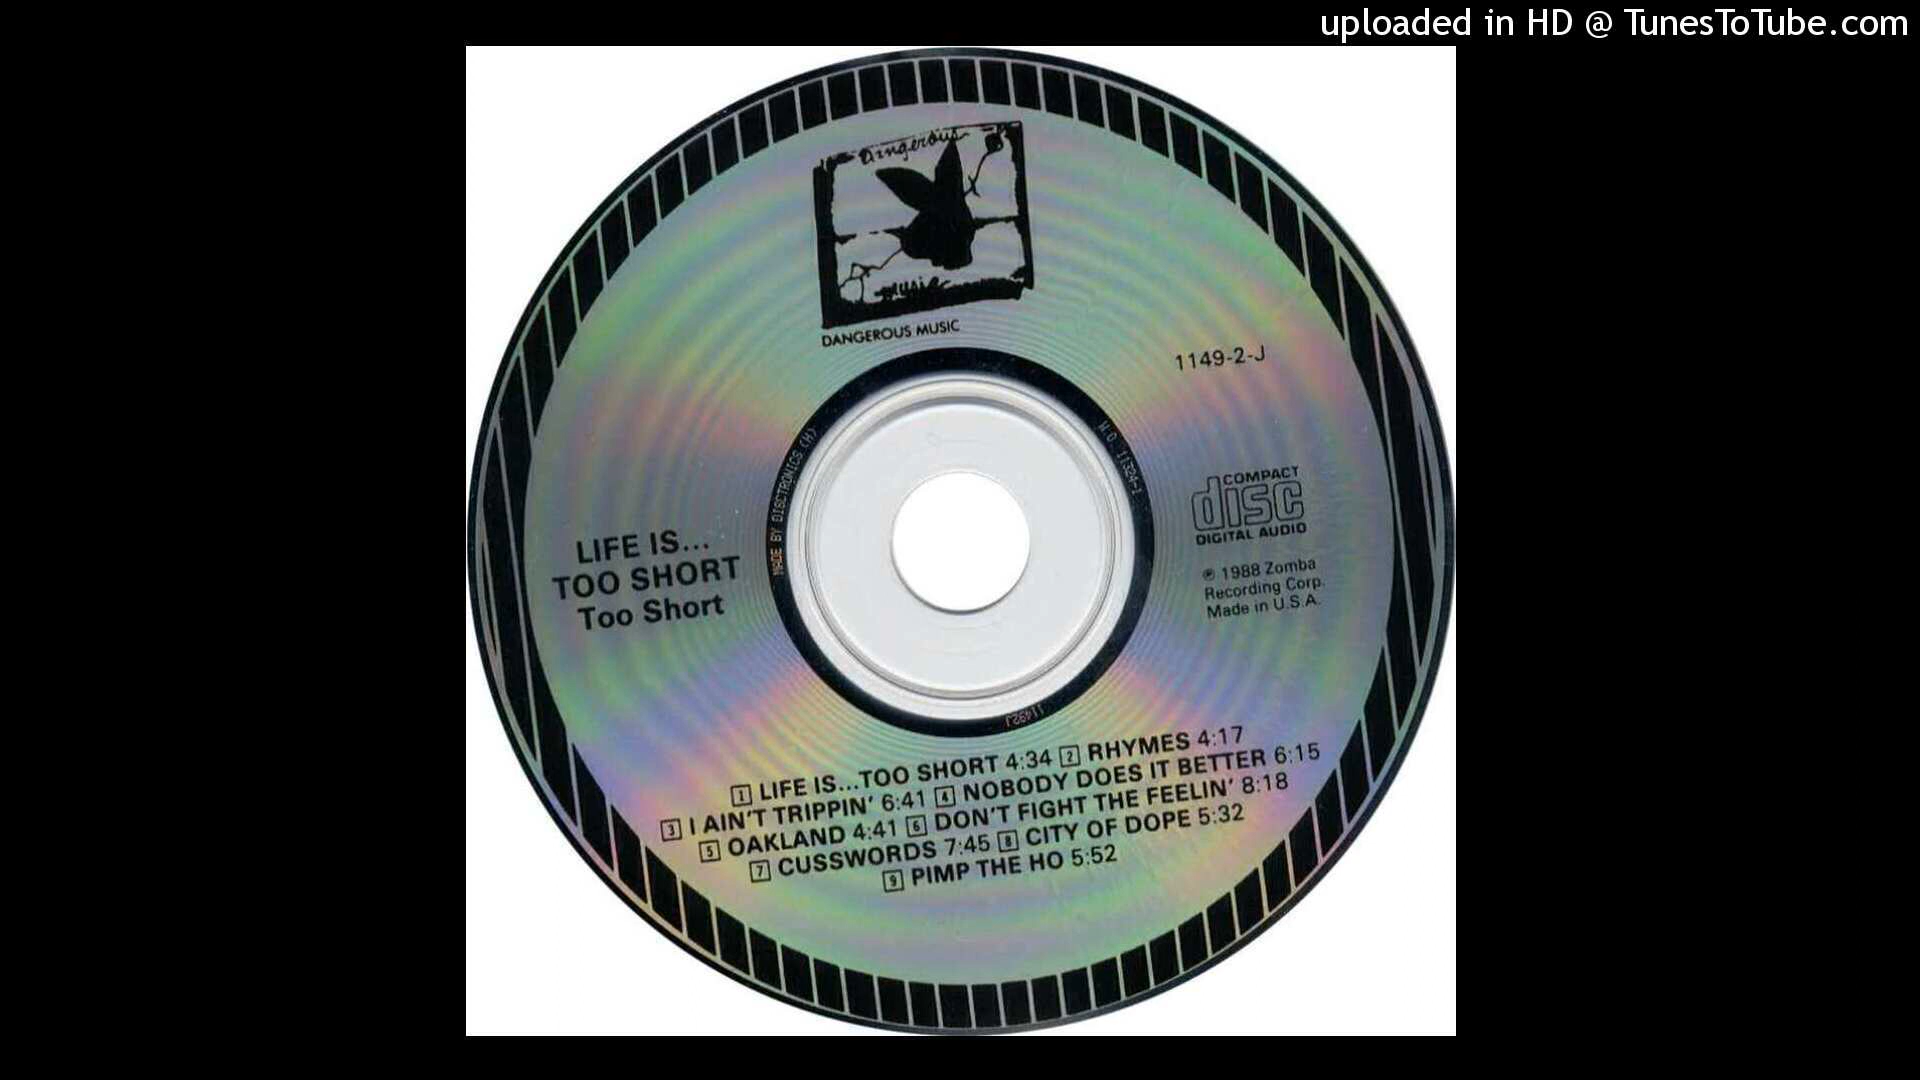 uploaded in HD @ TunesToTube.com
Dangerous
music
DANGEROUS MUSIC
1149-2-J
MADE BY DISCTRONICS (H)
W.O. 11324-1
COMPACT
disc
DIGITAL AUDIO
LIFE IS...
TOO SHORT
Too Short
℗ 1988 Zomba
Recording Corp.
Made in U.S.A.
11492J
1 LIFE IS...TOO SHORT 4:34 2 RHYMES 4:17
3 I AIN'T TRIPPIN' 6:41 4 NOBODY DOES IT BETTER 6:15
5 OAKLAND 4:41 6 DON'T FIGHT THE FEELIN' 8:18
7 CUSSWORDS 7:45 8 CITY OF DOPE 5:32
9 PIMP THE HO 5:52